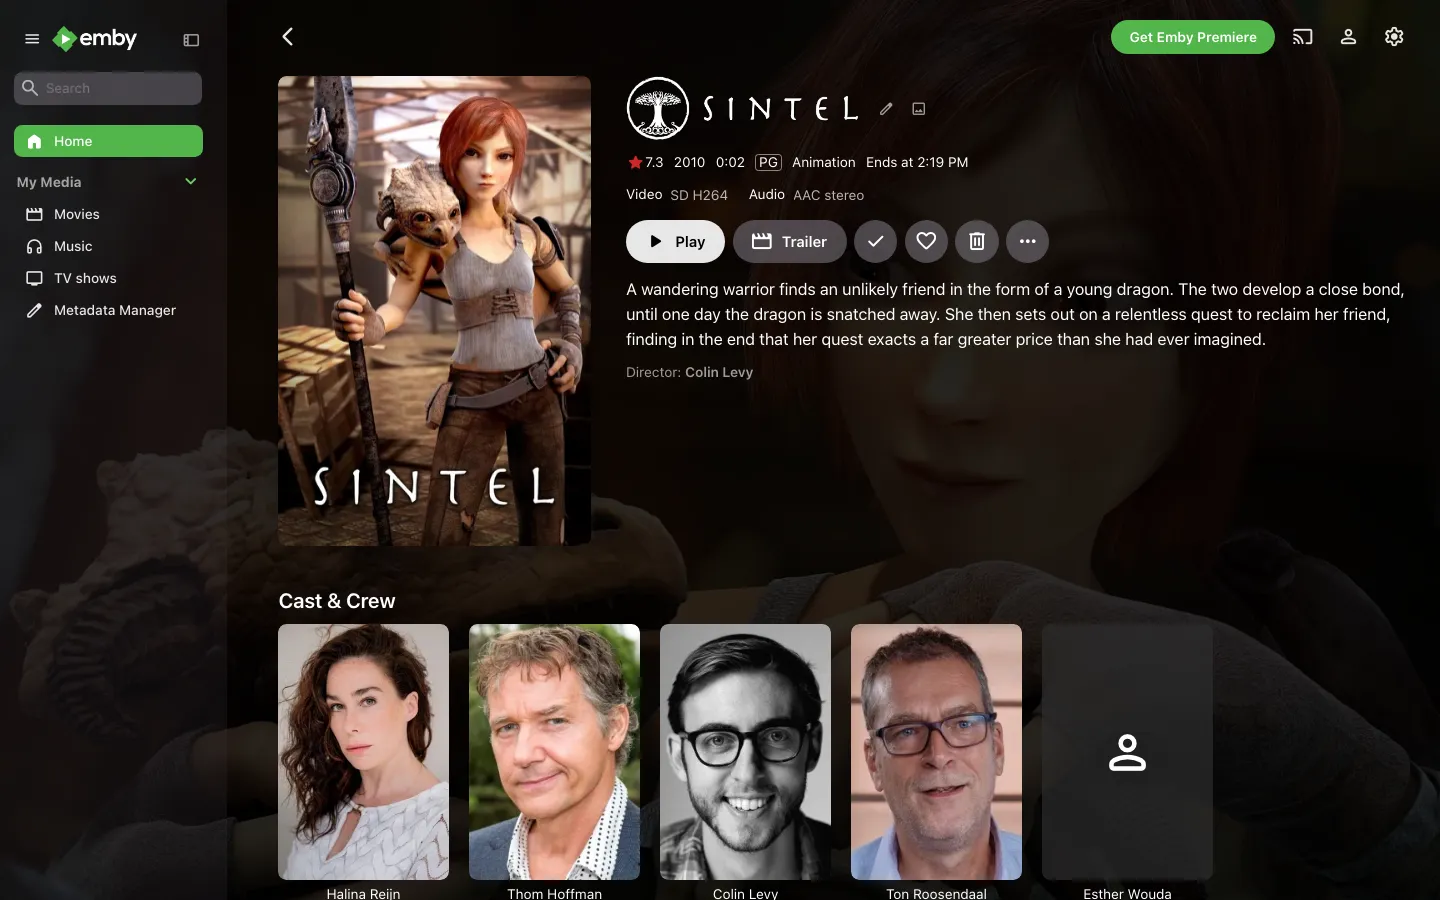 emby
Get Emby Premiere
Search
Home
My Media
Movies
Music
TV shows
Metadata Manager
SINTEL
SINTEL
7.3 2010 0:02 PG Animation Ends at 2:19 PM
Video SD H264 Audio AAC stereo
Play Trailer
A wandering warrior finds an unlikely friend in the form of a young dragon. The two develop a close bond,
until one day the dragon is snatched away. She then sets out on a relentless quest to reclaim her friend,
finding in the end that her quest exacts a far greater price than she had ever imagined.
Director: Colin Levy
Cast & Crew
Halina Reijn Thom Hoffman Colin Levy Ton Roosendaal Esther Wouda